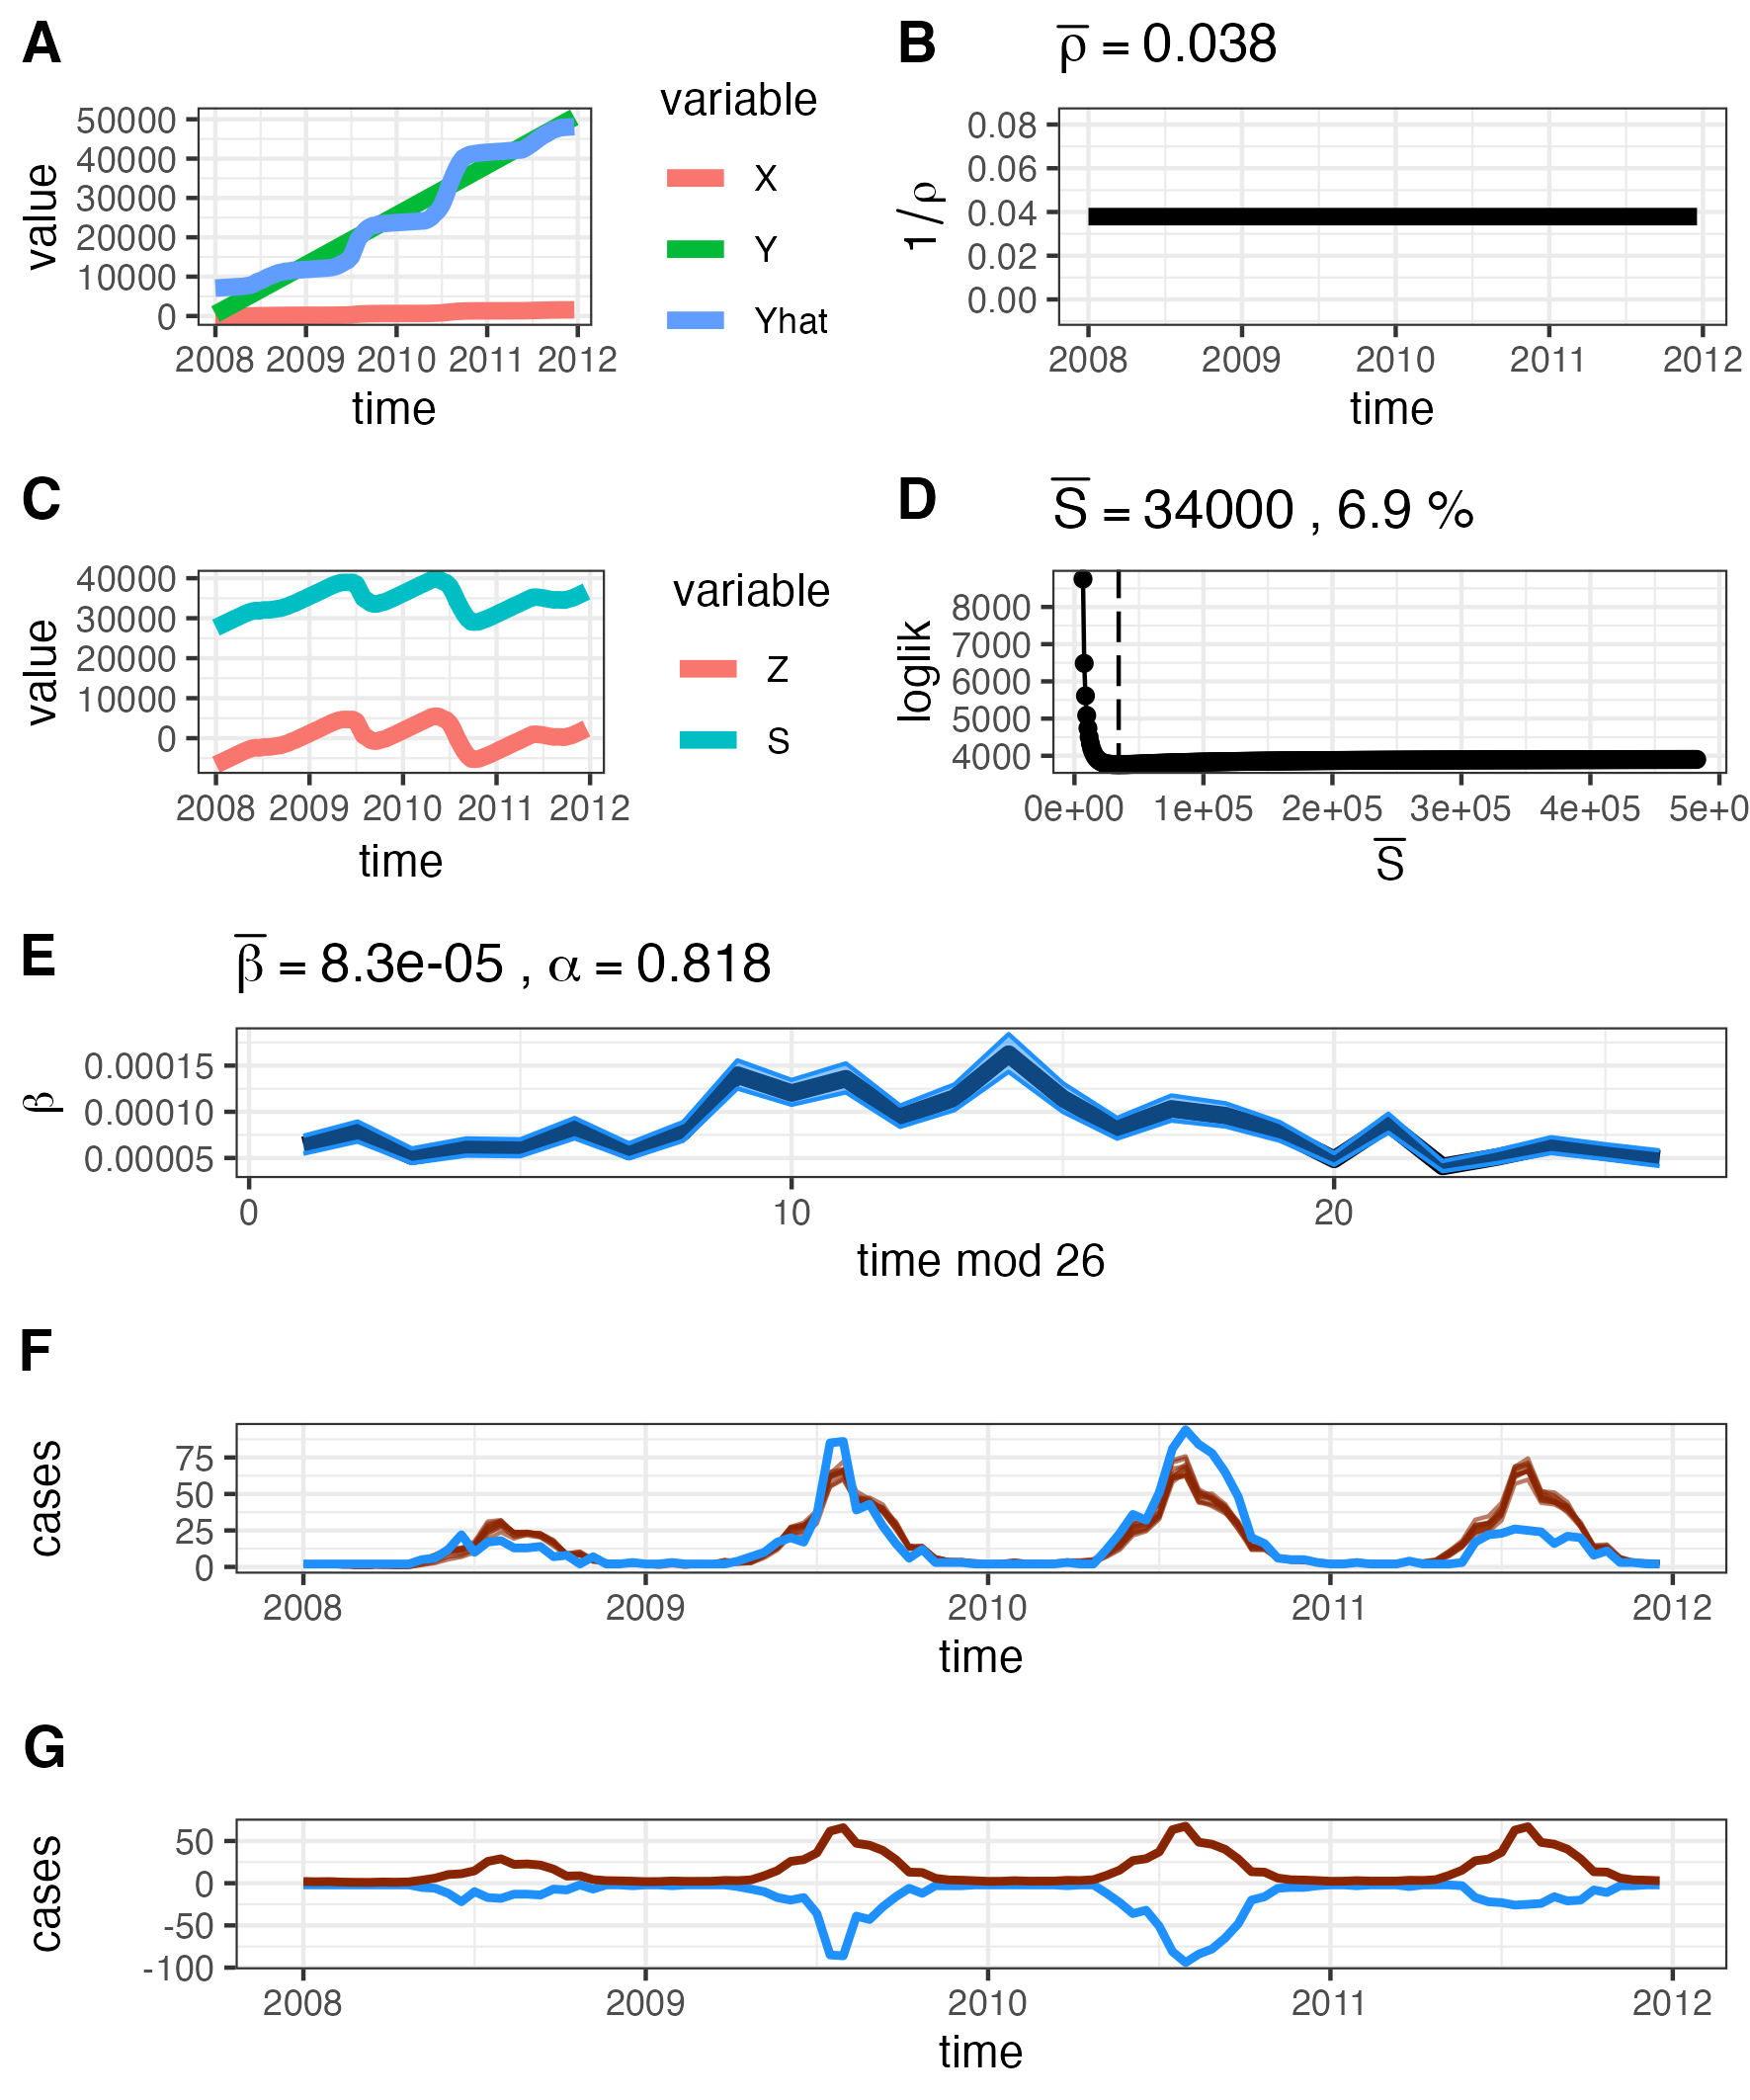 A
value
50000
40000
30000
20000
10000
0
2008 2009 2010 2011 2012
time
variable
X
Y
Yhat
B
ρ̅ = 0.038
1/ρ
0.08
0.06
0.04
0.02
0.00
2008 2009 2010 2011 2012
time
C
value
40000
30000
20000
10000
0
2008 2009 2010 2011 2012
time
variable
Z
S
D
S̅ = 34000 , 6.9 %
loglik
8000
7000
6000
5000
4000
0e+00 1e+05 2e+05 3e+05 4e+05 5e+0
S̅
E
β̅ = 8.3e-05 , α = 0.818
β
0.00015
0.00010
0.00005
0 10 20
time mod 26
F
cases
75
50
25
0
2008 2009 2010 2011 2012
time
G
cases
50
0
-50
-100
2008 2009 2010 2011 2012
time